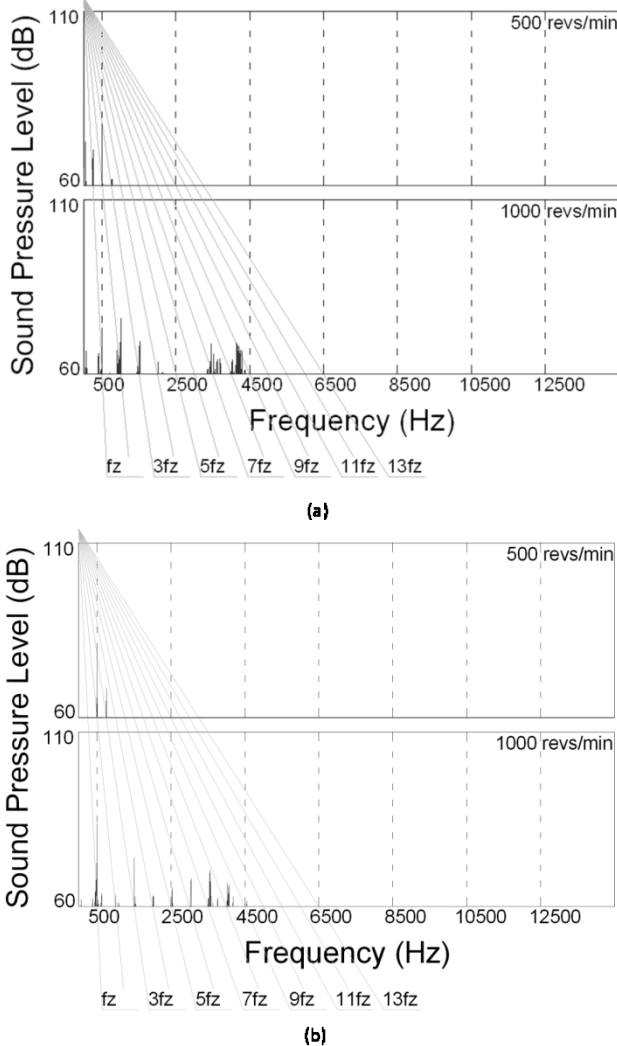 110
500 revs/min
Sound Pressure Level (dB)
60
110
1000 revs/min
60
500 2500 4500 6500 8500 10500 12500
Frequency (Hz)
fz 3fz 5fz 7fz 9fz 11fz 13fz
(a)
110
500 revs/min
Sound Pressure Level (dB)
60
110
1000 revs/min
60
500 2500 4500 6500 8500 10500 12500
Frequency (Hz)
fz 3fz 5fz 7fz 9fz 11fz 13fz
(b)